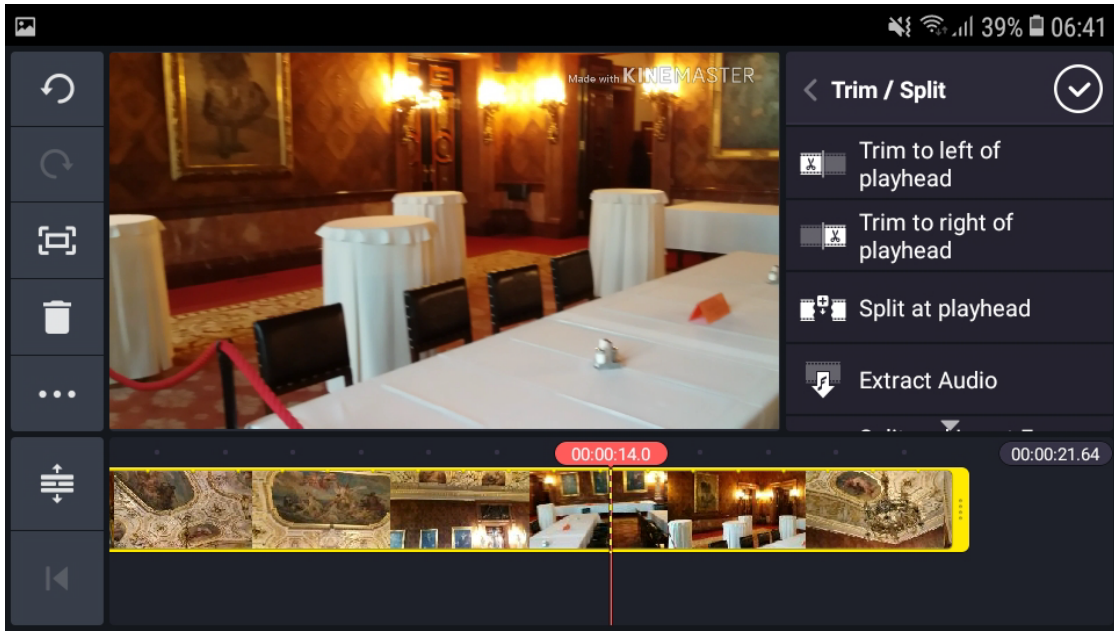 39% 06:41
Made with KINEMASTER
Trim / Split
Trim to left of
playhead
Trim to right of
playhead
Split at playhead
Extract Audio
00:00:14.0
00:00:21.64